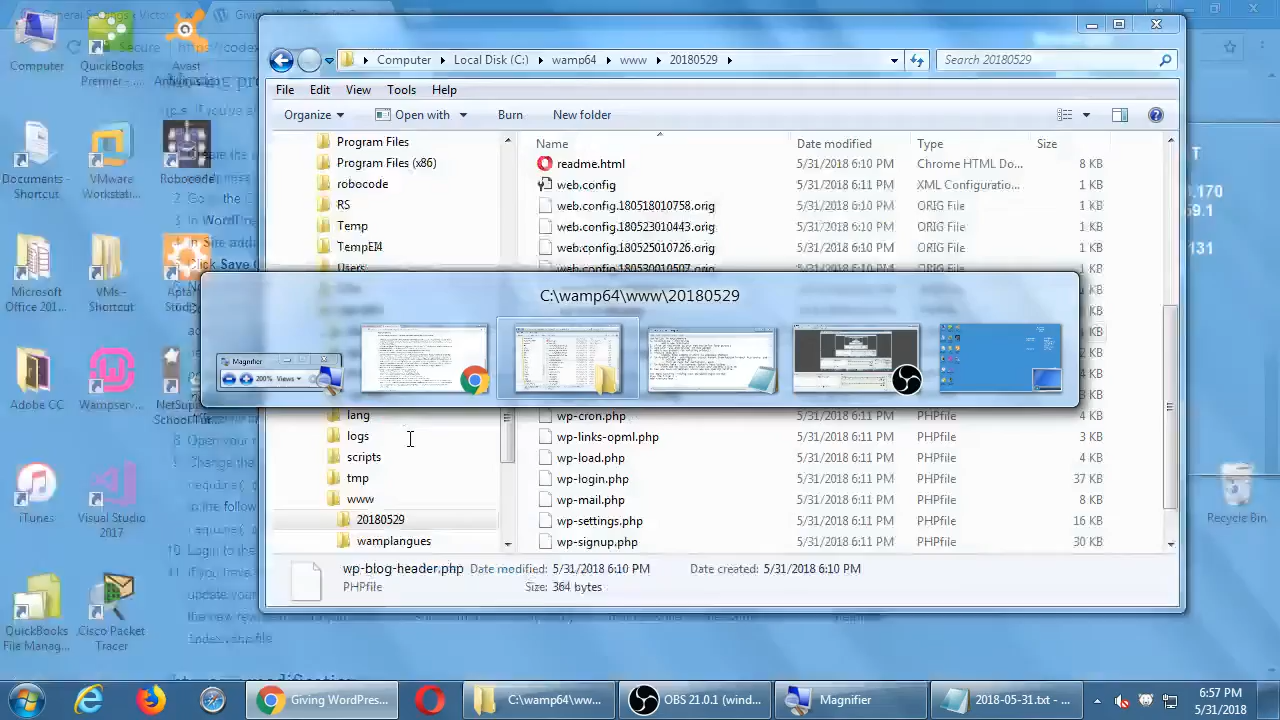 General Settings
Giving
Secure
https://codex
Computer
QuickBooks
Premier -...
Avast
Documents -
Shortcut
VMware
Workstati...
Robocode
Microsoft
Office 201...
VMs -
Shortcut
Adobe CC
Wampserv...
iTunes
Visual Studio
2017
QuickBooks
File Manag...
Cisco Packet
Tracer
Recycle Bin
Computer
Local Disk (C:)
wamp64
www
20180529
Search 20180529
File
Edit
View
Tools
Help
Organize
Open with
Burn
New folder
Program Files
Program Files (x86)
robocode
RS
Temp
TempEI4
Users
lang
logs
scripts
tmp
www
20180529
wamplangues
Name
Date modified
Type
Size
readme.html 5/31/2018 6:10 PM Chrome HTML Do... 8 KB
web.config 5/31/2018 6:11 PM XML Configuratio... 1 KB
web.config.180518010758.orig 5/31/2018 6:10 PM ORIG File 1 KB
web.config.180523010443.orig 5/31/2018 6:10 PM ORIG File 1 KB
web.config.180525010726.orig 5/31/2018 6:10 PM ORIG File 1 KB
web.config.180530010507.orig 5/31/2018 6:10 PM ORIG File 1 KB
C:\wamp64\www\20180529
Magnifier
200% Views
wp-cron.php 5/31/2018 6:11 PM PHPfile 4 KB
wp-links-opml.php 5/31/2018 6:11 PM PHPfile 3 KB
wp-load.php 5/31/2018 6:11 PM PHPfile 4 KB
wp-login.php 5/31/2018 6:11 PM PHPfile 37 KB
wp-mail.php 5/31/2018 6:11 PM PHPfile 8 KB
wp-settings.php 5/31/2018 6:11 PM PHPfile 16 KB
wp-signup.php 5/31/2018 6:11 PM PHPfile 30 KB
wp-blog-header.php Date modified: 5/31/2018 6:10 PM Date created: 5/31/2018 6:10 PM
PHPfile Size: 364 bytes
Giving WordPres...
C:\wamp64\ww...
OBS 21.0.1 (wind...
Magnifier
2018-05-31.txt - ...
6:57 PM
5/31/2018